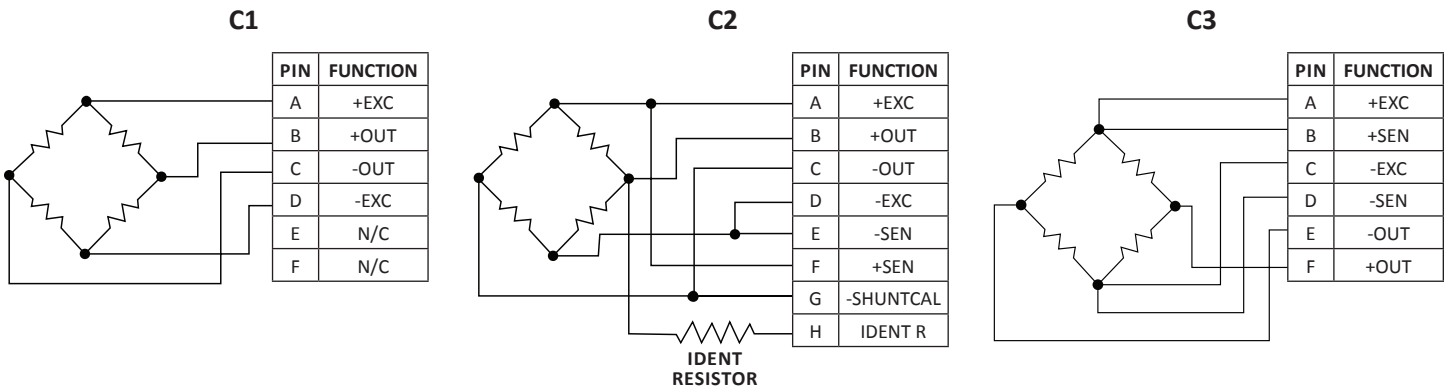 C1
PIN FUNCTION
A +EXC
B +OUT
C -OUT
D -EXC
E N/C
F N/C
C2
PIN FUNCTION
A +EXC
B +OUT
C -OUT
D -EXC
E -SEN
F +SEN
G -SHUNTCAL
H IDENT R
IDENT
RESISTOR
C3
PIN FUNCTION
A +EXC
B +SEN
C -EXC
D -SEN
E -OUT
F +OUT